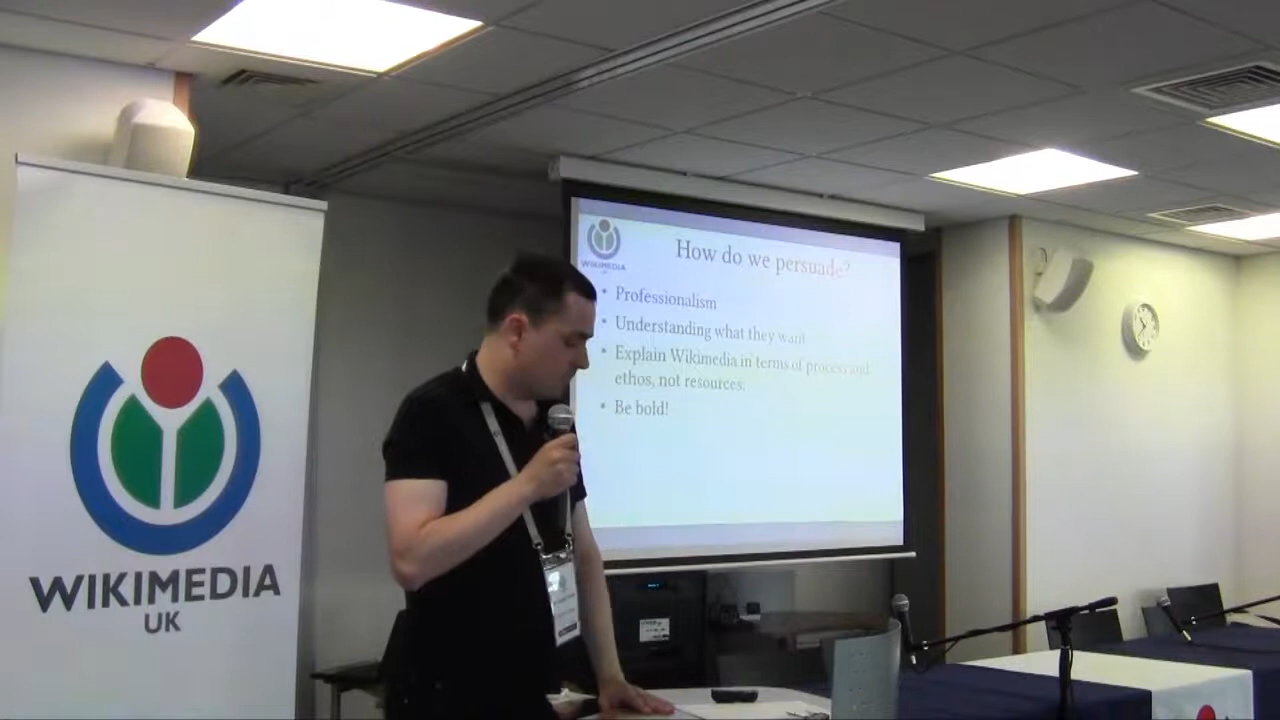 WIKIMEDIA
UK
WIKIMEDIA
How do we persuade?
• Professionalism
• Understanding what they want
• Explain Wikimedia in terms of process and
ethos, not resources.
• Be bold!